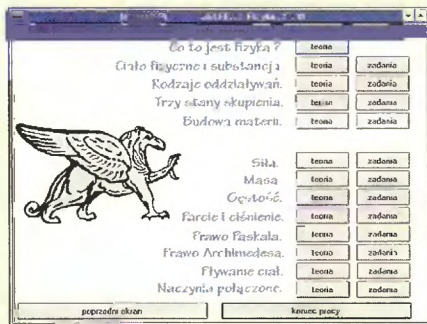 Co to jest fizyka ? teoria
Ciało fizyczne i substancja. teoria zadania
Rodzaje oddziaływań. teoria zadania
Trzy stany skupienia. teoria zadania
Budowa materii. teoria zadania
Siła. teoria zadania
Masa. teoria zadania
Gęstość. teoria zadania
Parcie i ciśnienie. teoria zadania
Prawo Paskala. teoria zadania
Prawo Archimedesa. teoria zadania
Pływanie ciał. teoria zadania
Naczynia połączone. teoria zadania
poprzedni ekran koniec pracy